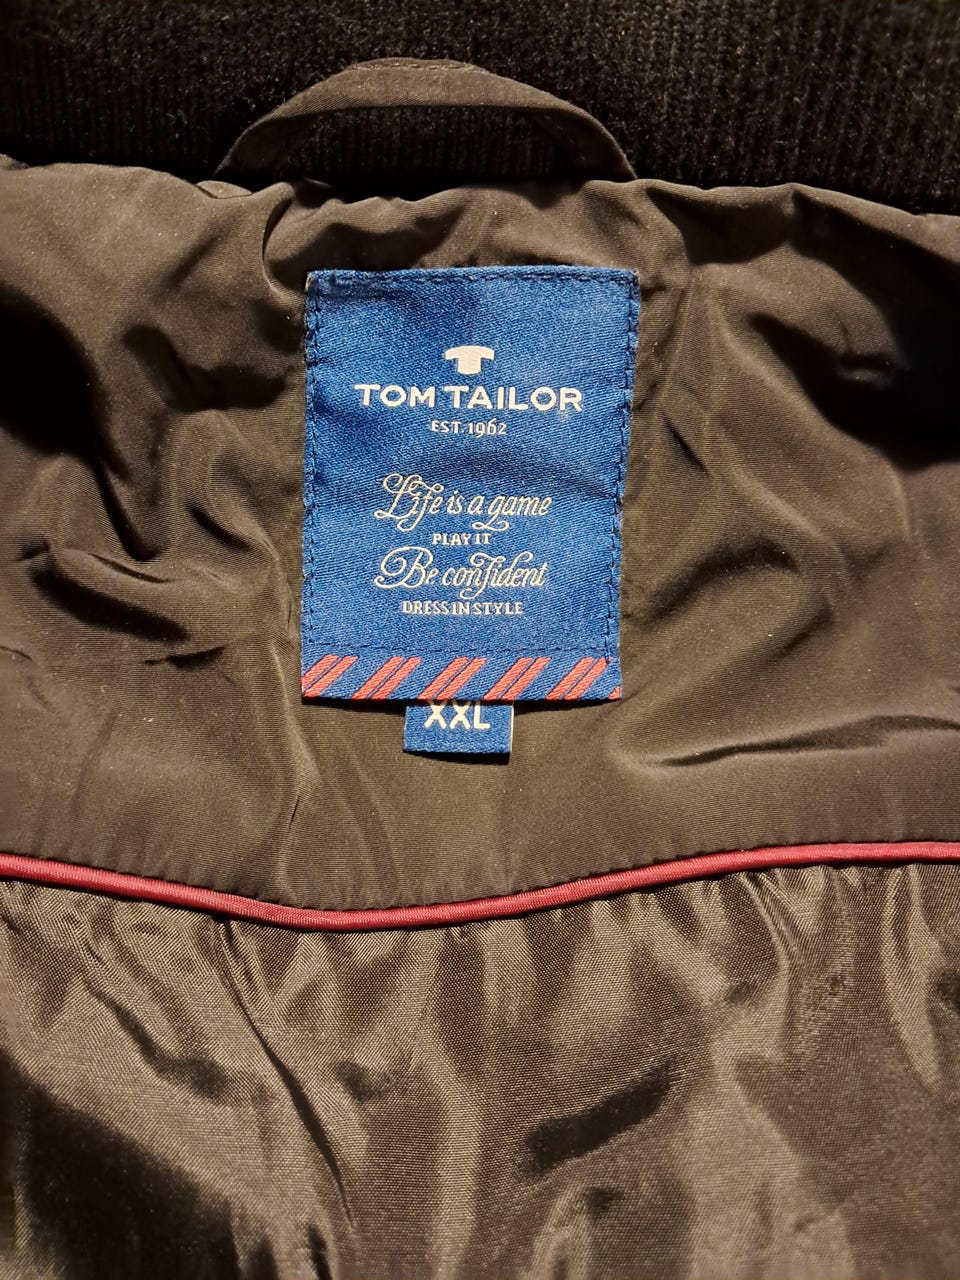 TOM TAILOR
EST. 1962
Life is a game
PLAY IT
Be confident
DRESS IN STYLE
XXL